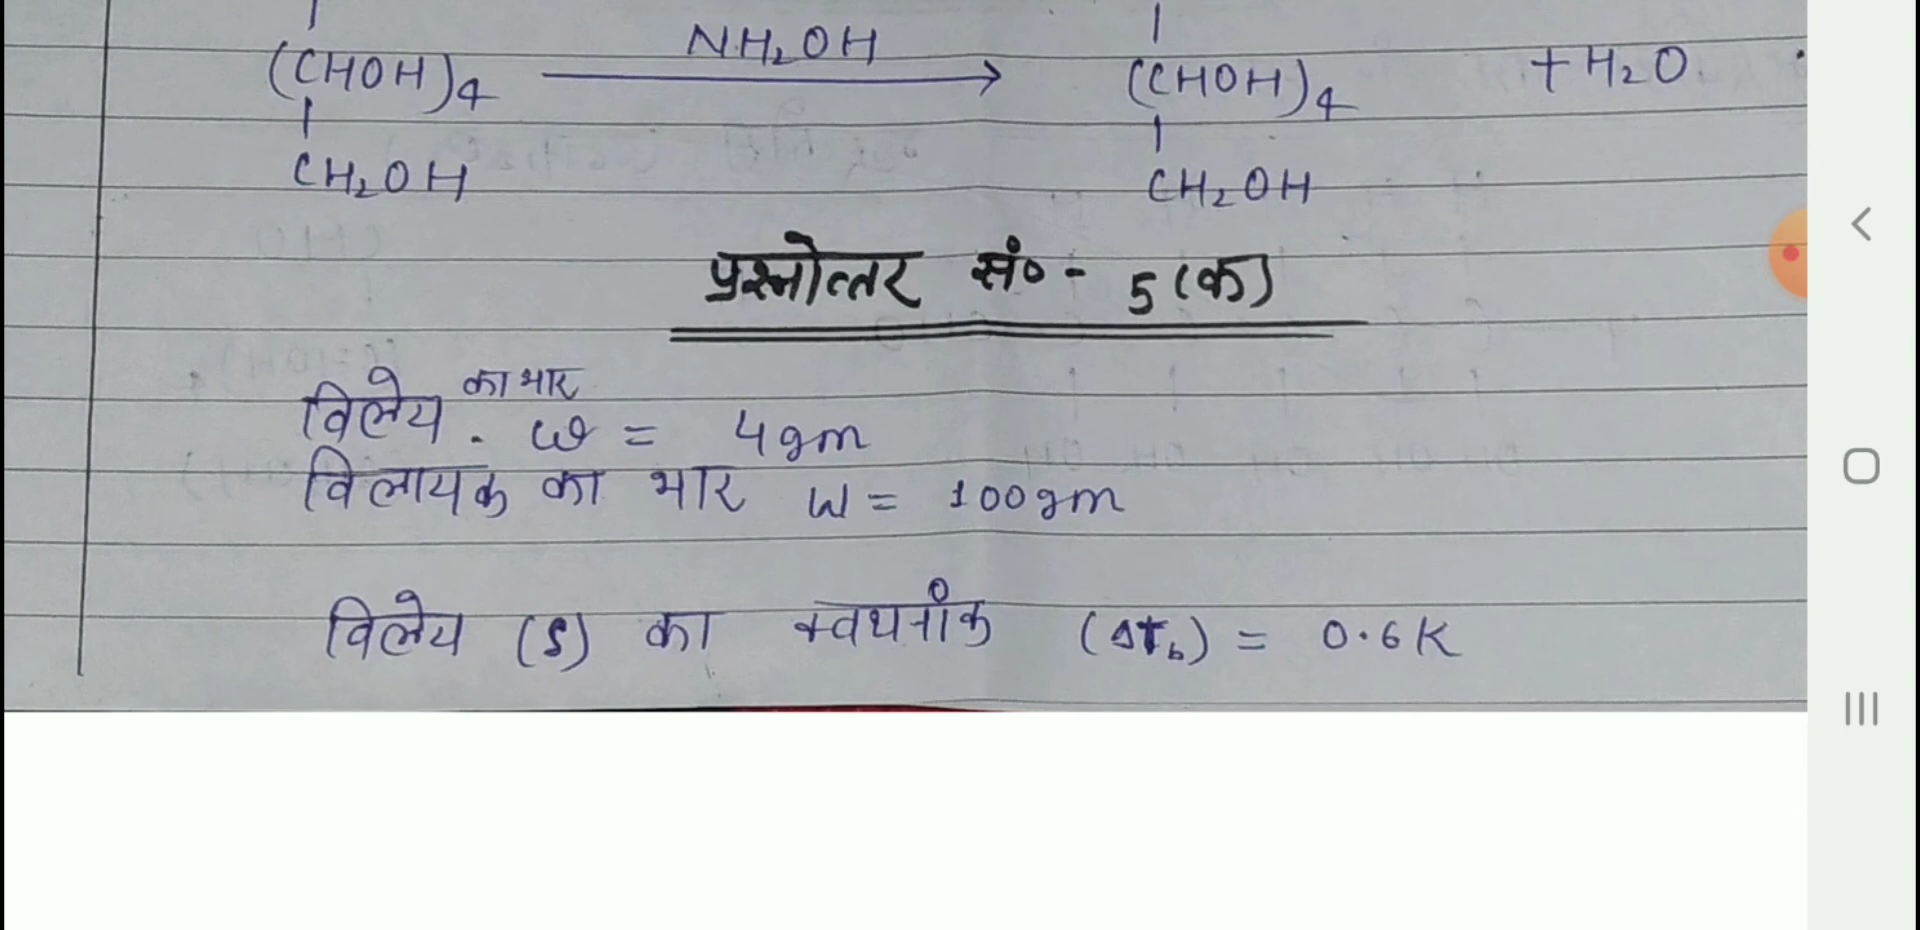 (CHOH)4 NH2OH (CHOH)4 + H2O
CH2OH CH2OH
प्रश्नोत्तर सं० - 5 (क)
विलेय का भार w = 4gm
विलायक का भार W = 100gm
विलेय (S) का क्वथनांक (ΔTb) = 0.6K